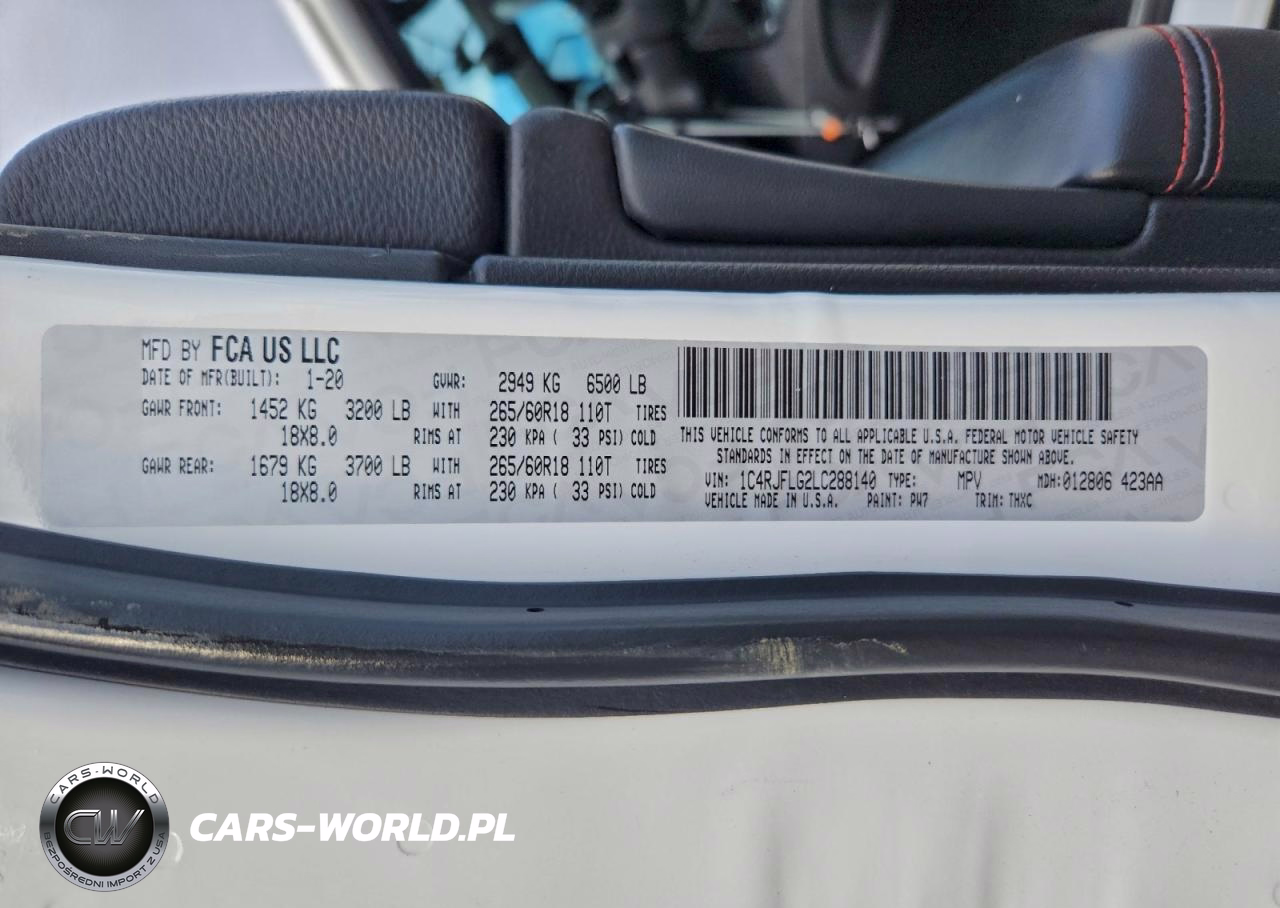 MFD BY FCA US LLC
DATE OF MFR(BUILT): 1-20 GVWR: 2949 KG 6500 LB
GAWR FRONT: 1452 KG 3200 LB WITH 265/60R18 110T TIRES
18X8.0 RIMS AT 230 KPA ( 33 PSI) COLD
GAWR REAR: 1679 KG 3700 LB WITH 265/60R18 110T TIRES
18X8.0 RIMS AT 230 KPA ( 33 PSI) COLD
THIS VEHICLE CONFORMS TO ALL APPLICABLE U.S.A. FEDERAL MOTOR VEHICLE SAFETY
STANDARDS IN EFFECT ON THE DATE OF MANUFACTURE SHOWN ABOVE.
VIN: 1C4RJFLG2LC288140 TYPE: MPV MDH:012806 423AA
VEHICLE MADE IN U.S.A. PAINT: PW7 TRIM: THXC
CARS-WORLD
CW
BEZPOŚREDNI IMPORT Z USA
CARS-WORLD.PL